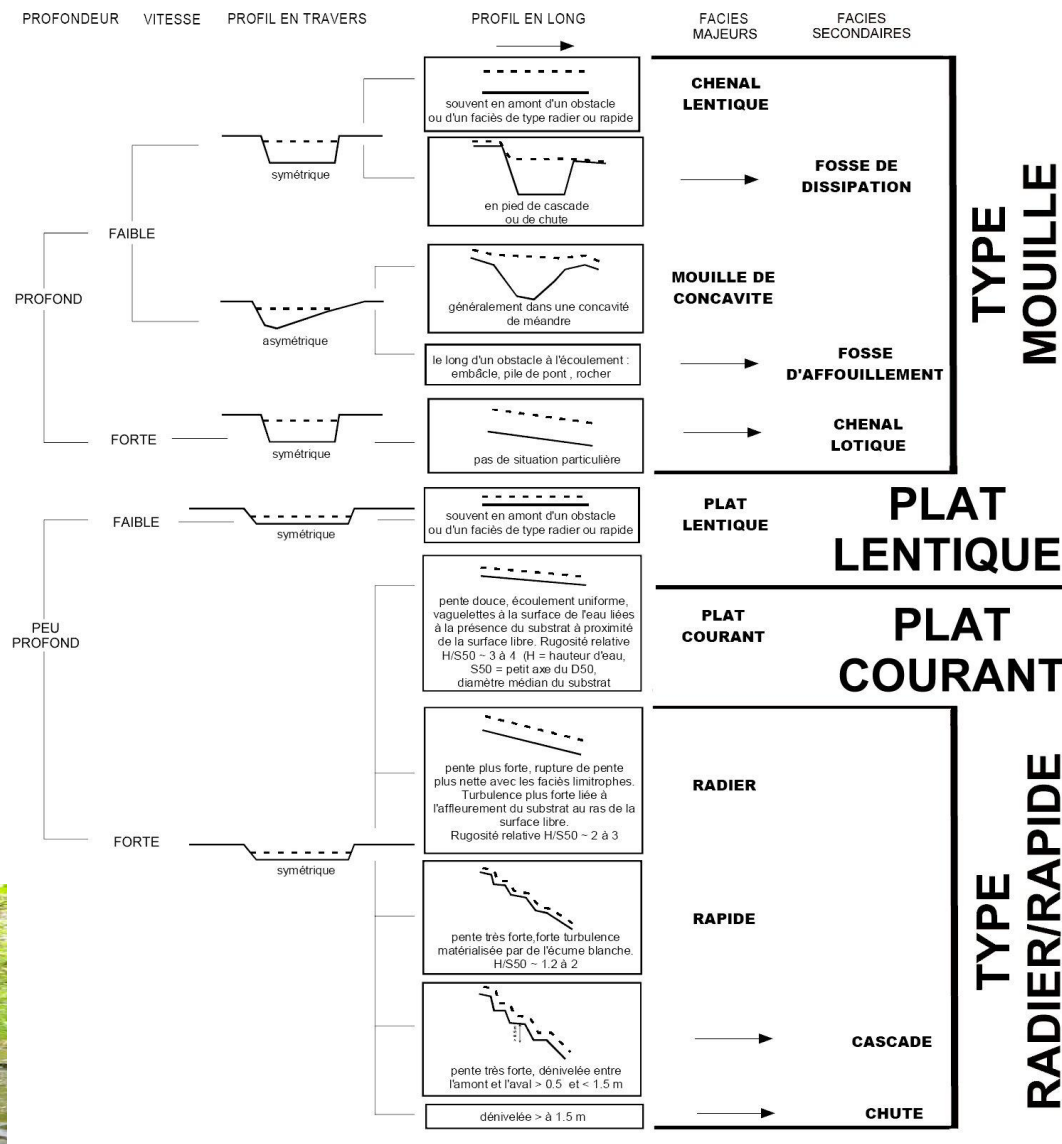 PROFONDEUR VITESSE PROFIL EN TRAVERS PROFIL EN LONG FACIES MAJEURS FACIES SECONDAIRES
souvent en amont d'un obstacle
ou d'un faciès de type radier ou rapide
CHENAL
LENTIQUE
symétrique
en pied de cascade
ou de chute
FOSSE DE
DISSIPATION
FAIBLE
PROFOND
généralement dans une concavité
de méandre
MOUILLE DE
CONCAVITE
asymétrique
le long d'un obstacle à l'écoulement :
embâcle, pile de pont , rocher
FOSSE
D'AFFOUILLEMENT
FORTE
symétrique
pas de situation particulière
CHENAL
LOTIQUE
TYPE
MOUILLE
FAIBLE
symétrique
souvent en amont d'un obstacle
ou d'un faciès de type radier ou rapide
PLAT
LENTIQUE
PLAT
LENTIQUE
PEU
PROFOND
pente douce, écoulement uniforme,
vaguelettes à la surface de l'eau liées
à la présence du substrat à proximité
de la surface libre. Rugosité relative
H/S50 ~ 3 à 4 (H = hauteur d'eau,
S50 = petit axe du D50,
diamètre médian du substrat
PLAT
COURANT
PLAT
COURANT
pente plus forte, rupture de pente
plus nette avec les faciès limitrophes.
Turbulence plus forte liée à
l'affleurement du substrat au ras de la
surface libre.
Rugosité relative H/S50 ~ 2 à 3
RADIER
FORTE
symétrique
pente très forte,forte turbulence
matérialisée par de l'écume blanche.
H/S50 ~ 1.2 à 2
RAPIDE
pente très forte, dénivelée entre
l'amont et l'aval > 0.5 et < 1.5 m
CASCADE
dénivelée > à 1.5 m
CHUTE
TYPE
RADIER/RAPIDE